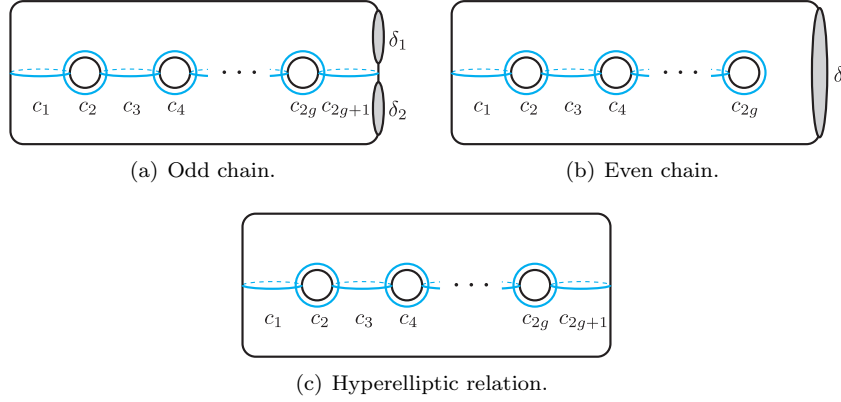 δ₁
c₁ c₂ c₃ c₄ · · · c₂g c₂g₊₁
δ₂
(a) Odd chain.
δ
c₁ c₂ c₃ c₄ · · · c₂g
(b) Even chain.
c₁ c₂ c₃ c₄ · · · c₂g c₂g₊₁
(c) Hyperelliptic relation.